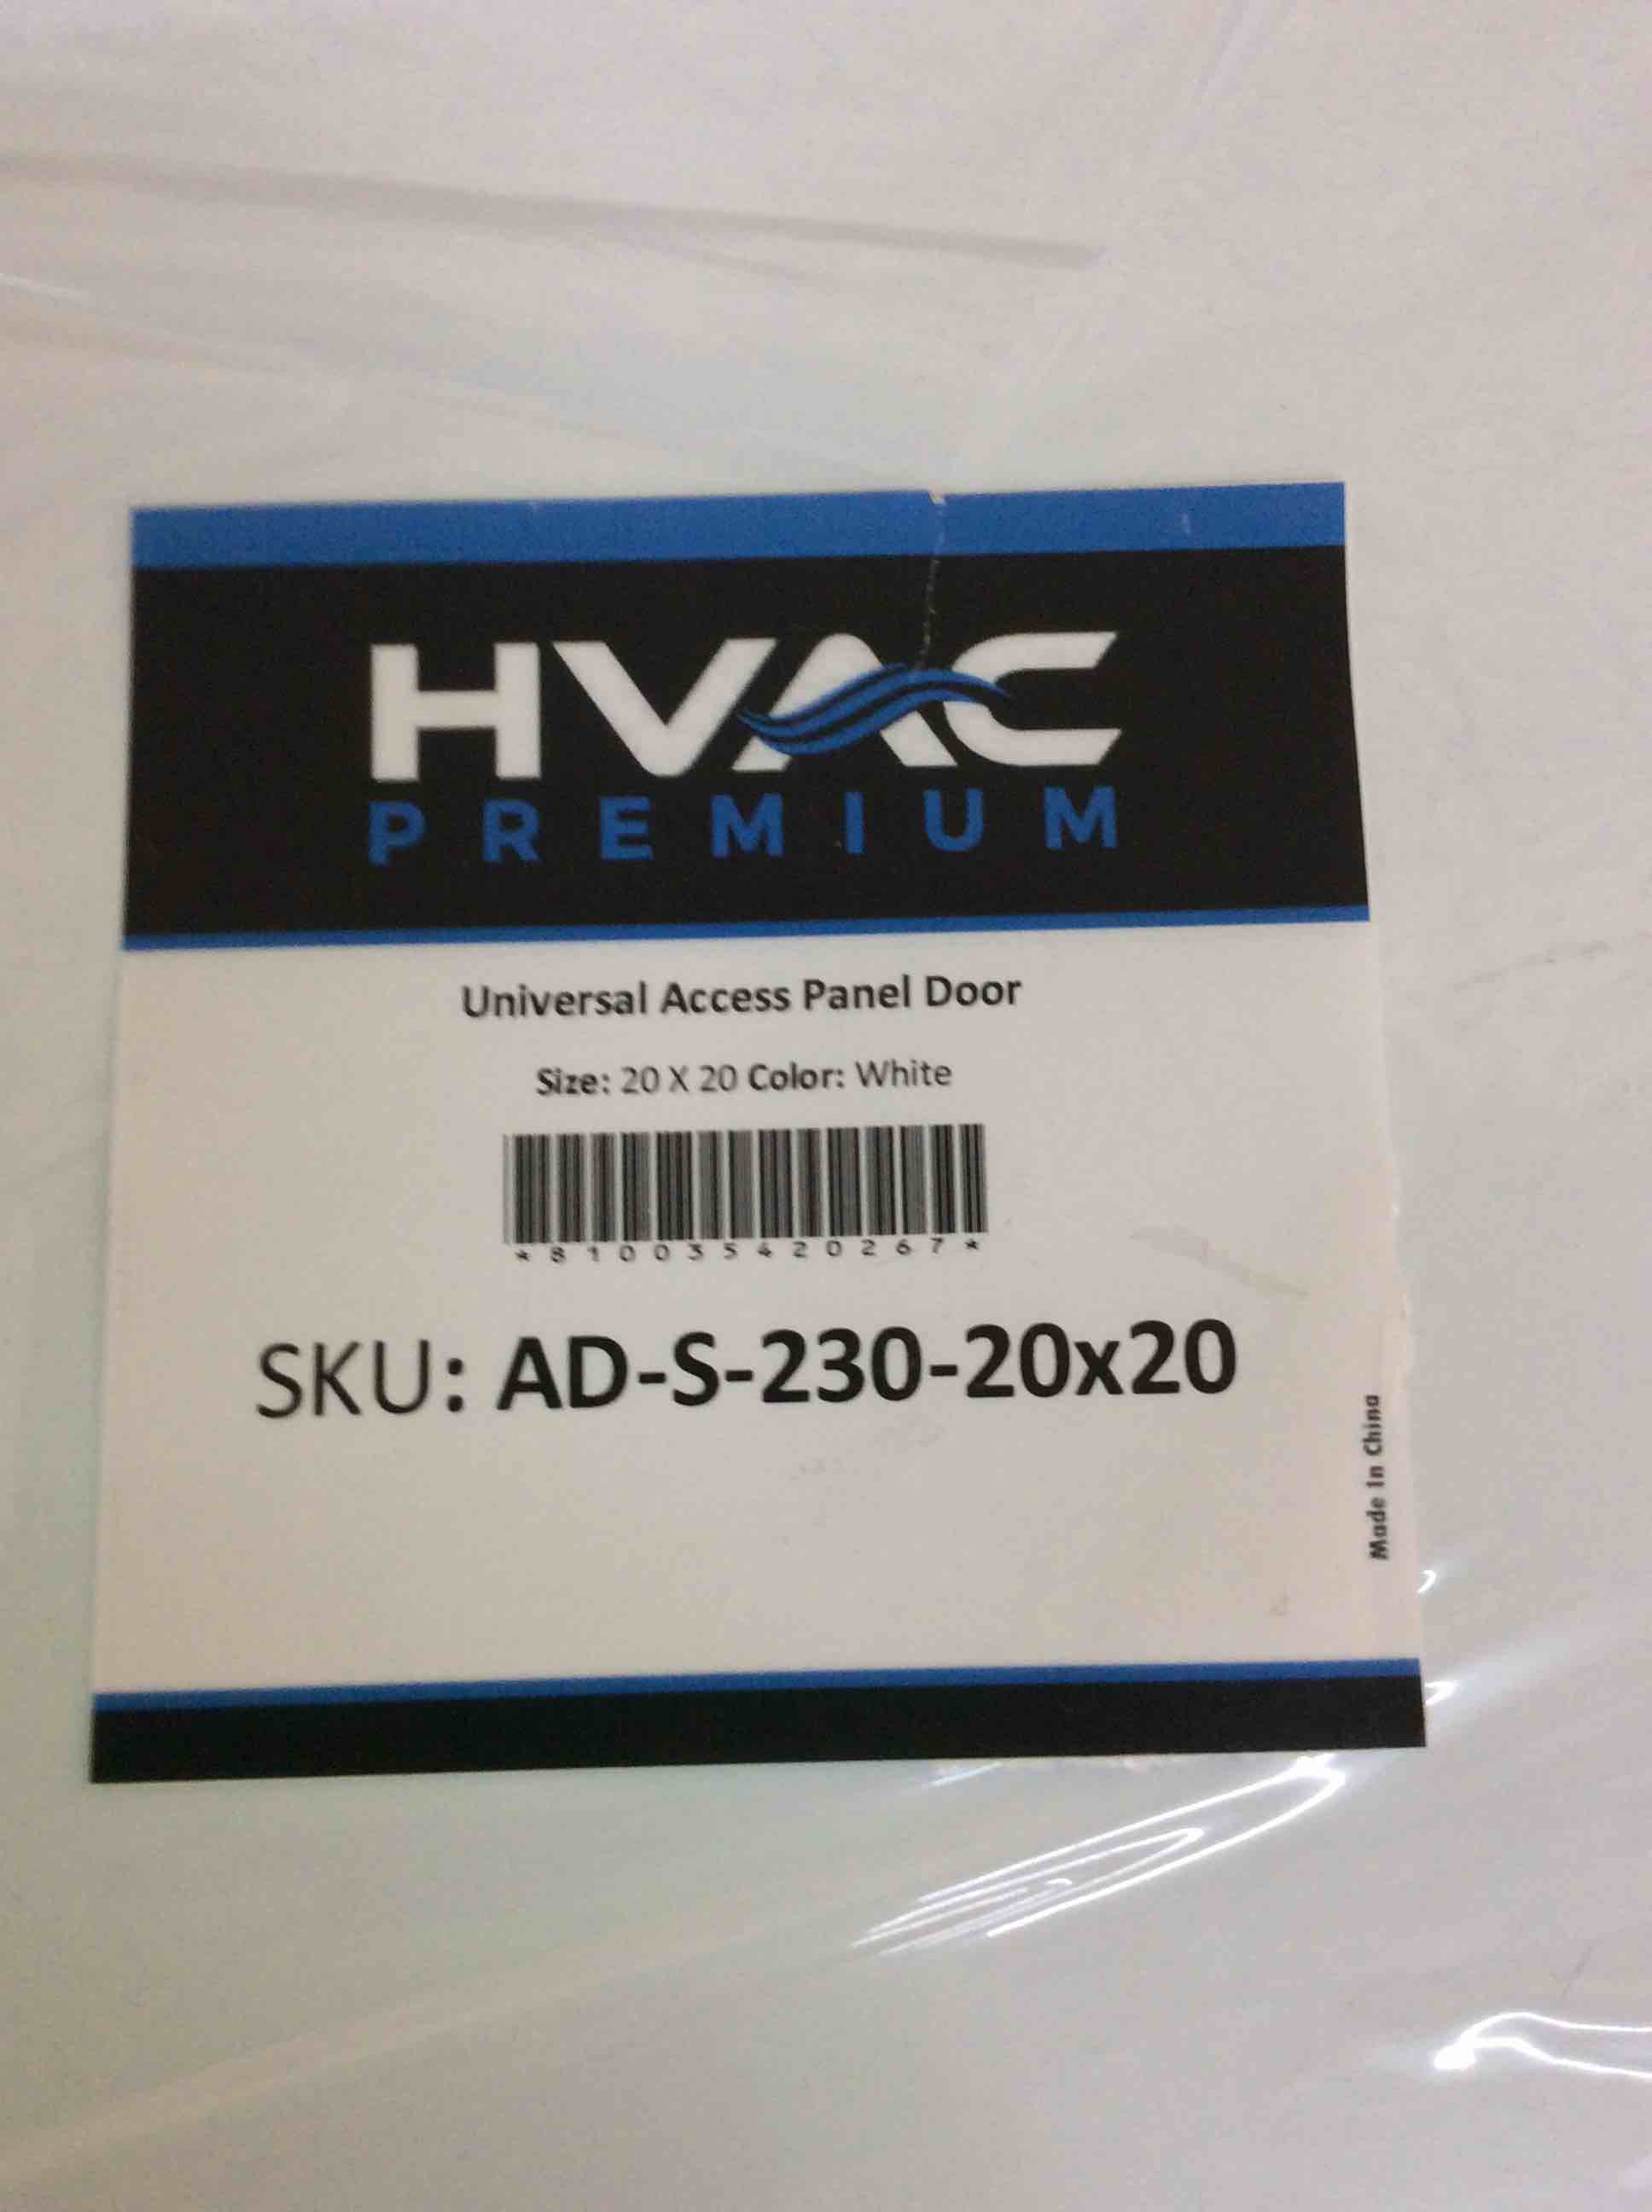 HVAC
PREMIUM
Universal Access Panel Door
Size: 20 X 20 Color: White
*810035420267*
SKU: AD-S-230-20x20
Made In China